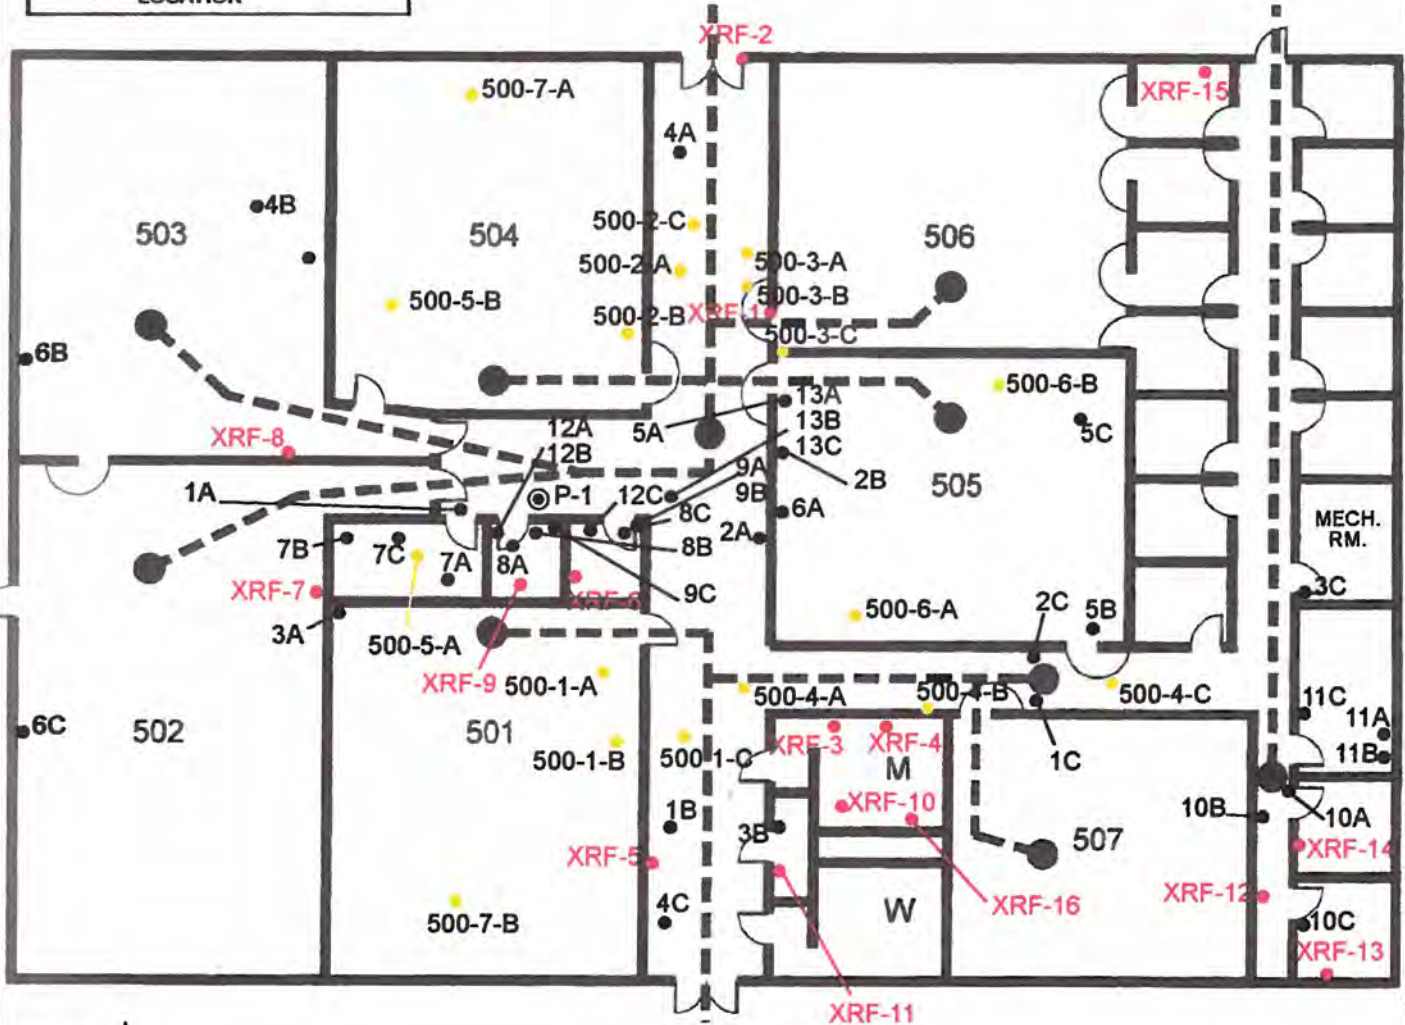 LOCATION
XRF-2
500-7-A
XRF-15
4A
4B
503
504
500-2-C
506
500-2-A
500-3-A
500-5-B
500-3-B
500-2-B
XRF-1
500-3-C
6B
500-6-B
13A
12A
5A
13B
5C
XRF-8
12B
13C
9A
1A
P-1
12C
9B
2B
505
8C
6A
MECH.
RM.
7B
7C
7A
8A
8B
2A
XRF-7
XRF-6
9C
3C
3A
500-6-A
2C
5B
500-5-A
XRF-9
500-1-A
500-4-A
500-4-B
500-4-C
11C
11A
6C
502
501
500-1-B
500-1-C
XRF-3
XRF-4
1C
11B
M
XRF-10
1B
3B
507
10B
10A
XRF-5
XRF-14
4C
W
XRF-16
XRF-12
500-7-B
10C
XRF-13
XRF-11